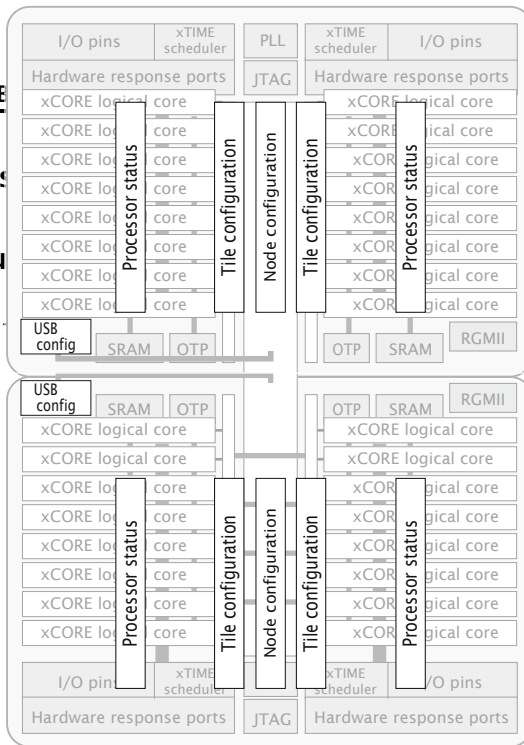 I/O pins
xTIME
scheduler
PLL
xTIME
scheduler
I/O pins
Hardware response ports
JTAG
Hardware response ports
xCORE logical core
xCORE logical core
xCORE logical core
xCORE logical core
xCORE logical core
xCORE logical core
xCORE logical core
xCORE logical core
Processor status
Tile configuration
Node configuration
Tile configuration
Processor status
xCORE logical core
xCORE logical core
xCORE logical core
xCORE logical core
xCORE logical core
xCORE logical core
xCORE logical core
xCORE logical core
USB
config
SRAM
OTP
OTP
SRAM
RGMII
USB
config
SRAM
OTP
OTP
SRAM
RGMII
xCORE logical core
xCORE logical core
xCORE logical core
xCORE logical core
xCORE logical core
xCORE logical core
xCORE logical core
xCORE logical core
Processor status
Tile configuration
Node configuration
Tile configuration
Processor status
xCORE logical core
xCORE logical core
xCORE logical core
xCORE logical core
xCORE logical core
xCORE logical core
xCORE logical core
xCORE logical core
I/O pins
xTIME
scheduler
xTIME
scheduler
I/O pins
Hardware response ports
JTAG
Hardware response ports